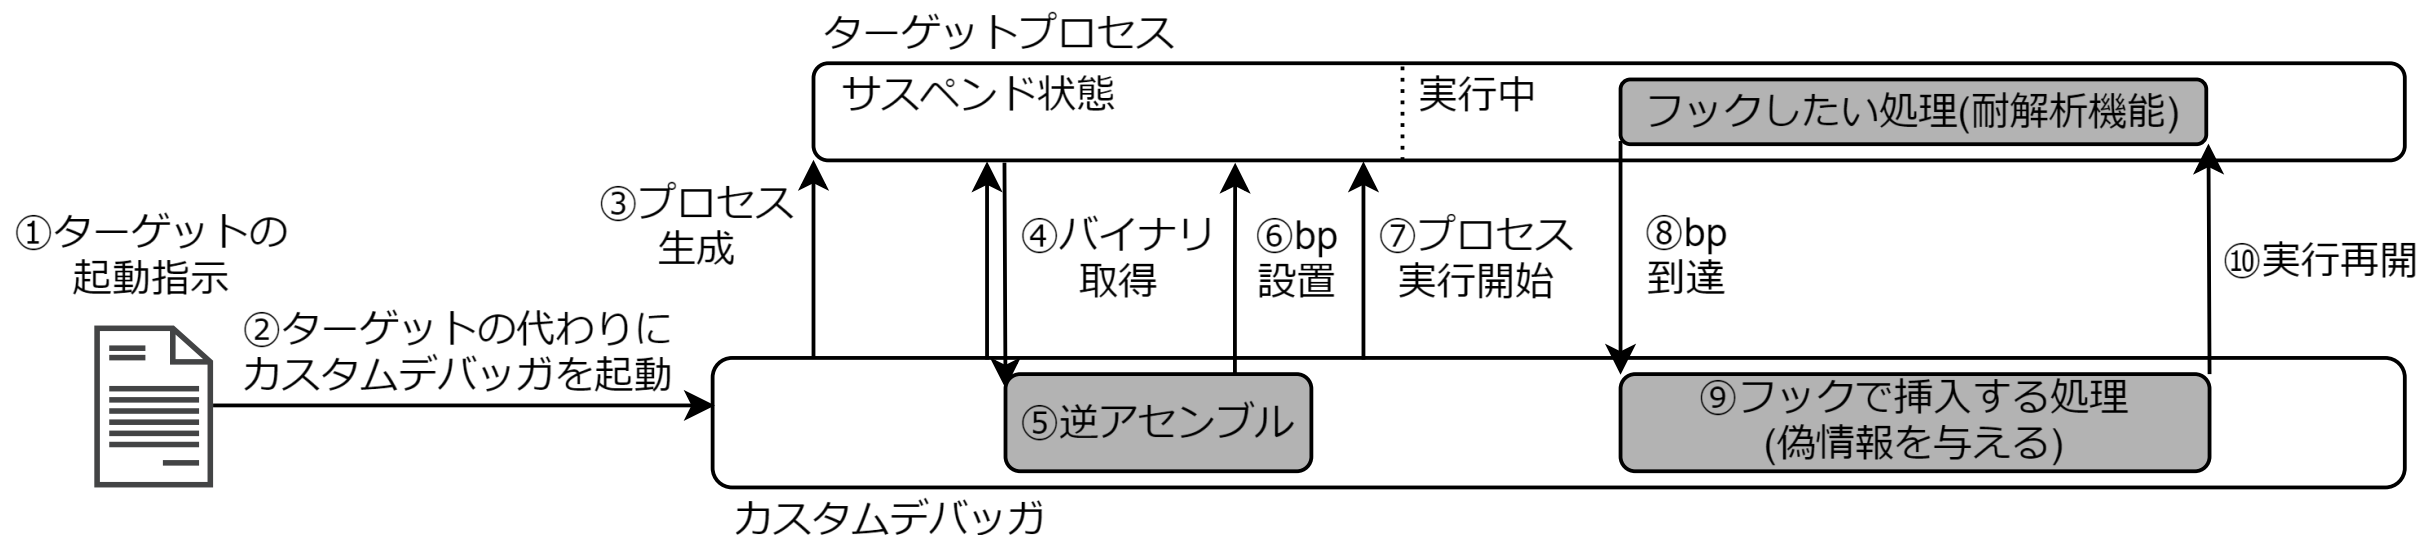 ターゲットプロセス
サスペンド状態
実行中
フックしたい処理(耐解析機能)
①ターゲットの
起動指示
②ターゲットの代わりに
カスタムデバッガを起動
③プロセス
生成
④バイナリ
取得
⑤逆アセンブル
⑥bp
設置
⑦プロセス
実行開始
⑧bp
到達
⑨フックで挿入する処理
(偽情報を与える)
⑩実行再開
カスタムデバッガ